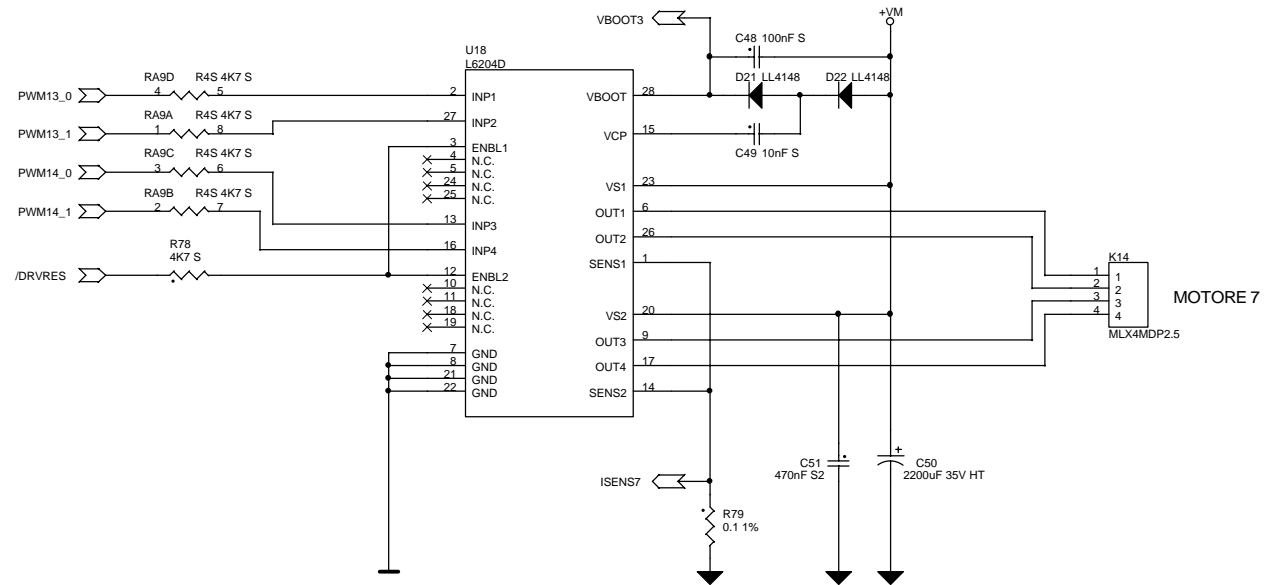 VBOOT3
+VM
C48 100nF S
U18
L6204D
D21 LL4148
D22 LL4148
RA9D
R4S 4K7 S
PWM13_0
4
5
2
INP1
VBOOT
28
RA9A
R4S 4K7 S
27
INP2
PWM13_1
1
8
VCP
15
C49 10nF S
3
ENBL1
RA9C
R4S 4K7 S
4
N.C.
PWM14_0
3
6
5
N.C.
24
N.C.
25
N.C.
VS1
23
RA9B
R4S 4K7 S
PWM14_1
2
7
OUT1
6
13
INP3
OUT2
26
R78
4K7 S
16
INP4
SENS1
1
K14
/DRVRES
12
ENBL2
1
1
10
N.C.
2
2
11
N.C.
3
3
MOTORE 7
18
N.C.
VS2
20
4
4
19
N.C.
MLX4MDP2.5
OUT3
9
7
GND
8
GND
OUT4
17
21
GND
22
GND
SENS2
14
C51
470nF S2
+
C50
2200uF 35V HT
ISENS7
R79
0.1 1%